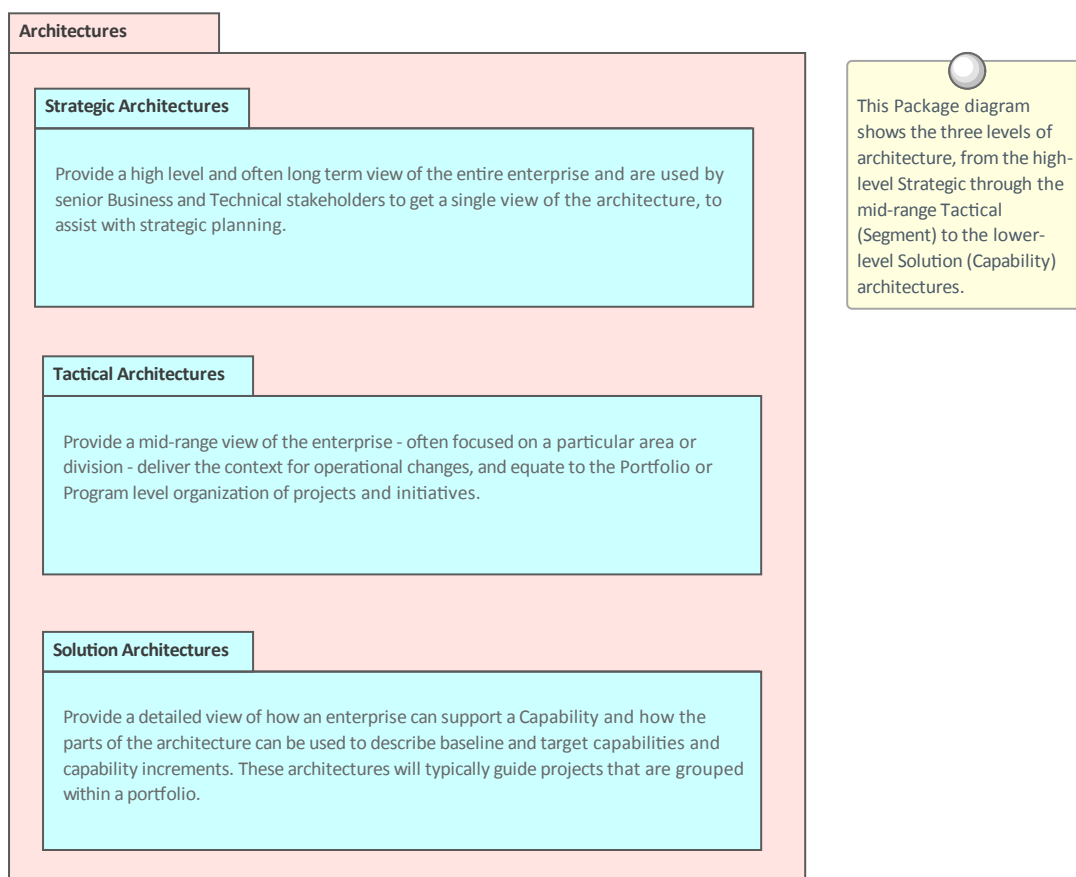 Architectures
Strategic Architectures
Provide a high level and often long term view of the entire enterprise and are used by
senior Business and Technical stakeholders to get a single view of the architecture, to
assist with strategic planning.
Tactical Architectures
Provide a mid-range view of the enterprise - often focused on a particular area or
division - deliver the context for operational changes, and equate to the Portfolio or
Program level organization of projects and initiatives.
Solution Architectures
Provide a detailed view of how an enterprise can support a Capability and how the
parts of the architecture can be used to describe baseline and target capabilities and
capability increments. These architectures will typically guide projects that are grouped
within a portfolio.
This Package diagram
shows the three levels of
architecture, from the high-
level Strategic through the
mid-range Tactical
(Segment) to the lower-
level Solution (Capability)
architectures.